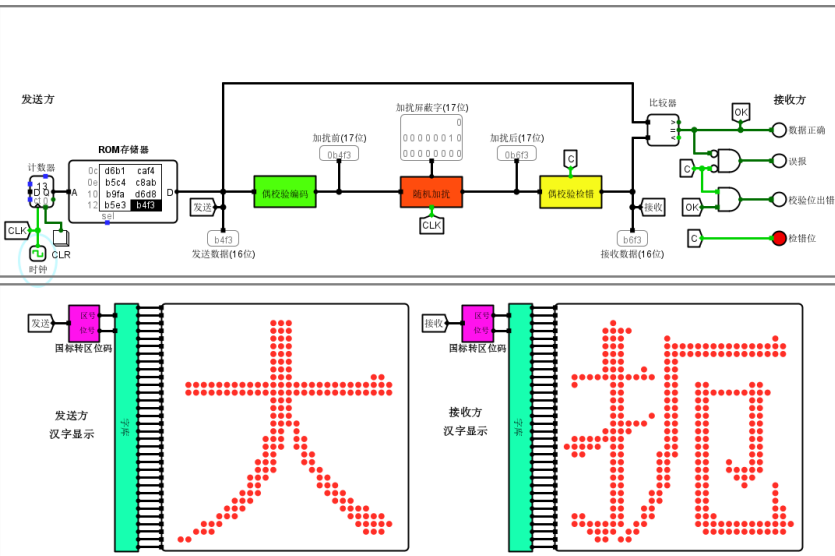 发送方
接收方
ROM存储器
计数器
13
D Q
A
D
0c d6b1 caf4
0e b5c4 c8ab
10 b9fa d6d8
12 b5e3 b4f3
sel
CLK
CLR
时钟
发送
b4f3
发送数据(16位)
偶校验编码
加扰前(17位)
0b4f3
加扰屏蔽字(17位)
0
0 0 0 0 0 0 1 0
0 0 0 0 0 0 0 0
随机加扰
CLK
加扰后(17位)
0b6f3
C
偶校验检错
接收
b6f3
接收数据(16位)
比较器
>
=
<
OK
数据正确
C
误报
OK
校验位出错
C
检错位
发送
区号
位号
国标转区位码
字库
发送方
汉字显示
大
接收
区号
位号
国标转区位码
字库
接收方
汉字显示
扼